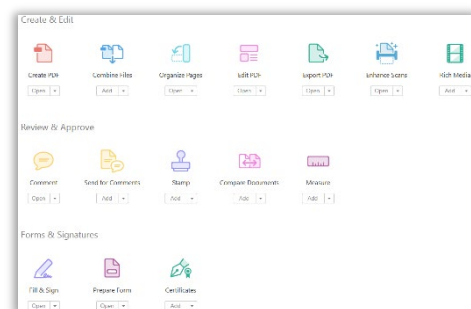 Create & Edit
Create PDF Combine Files Organize Pages Edit PDF Export PDF Enhance Scans Rich Media
Open Add Open Open Open Open Add
Review & Approve
Comment Send for Comments Stamp Compare Documents Measure
Open Add Add Add Add
Forms & Signatures
Fill & Sign Prepare Form Certificates
Open Open Add